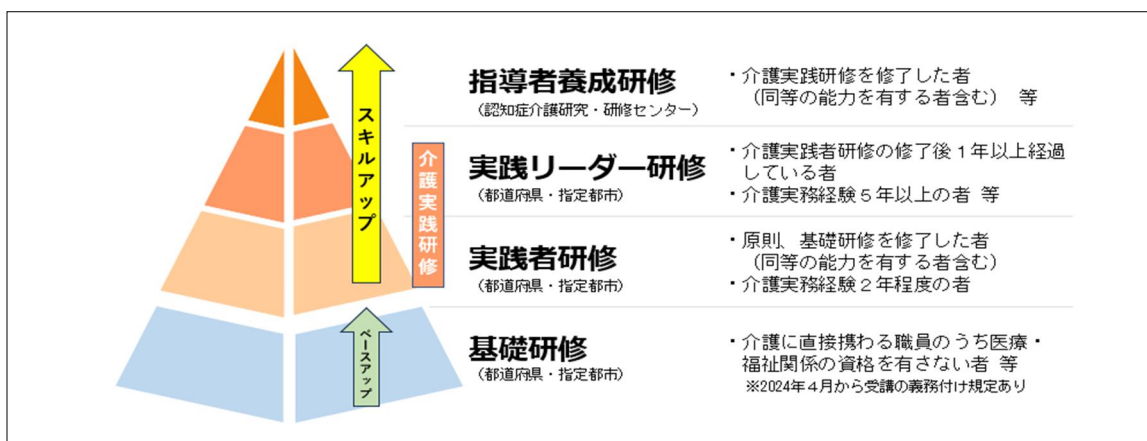 指導者養成研修
（認知症介護研究・研修センター）
・介護実践研修を修了した者
（同等の能力を有する者含む） 等
スキルアップ
介護実践研修
実践リーダー研修
（都道府県・指定都市）
・介護実践者研修の修了後１年以上経過
している者
・介護実務経験５年以上の者 等
実践者研修
（都道府県・指定都市）
・原則、基礎研修を修了した者
（同等の能力を有する者含む）
・介護実務経験２年程度の者
ベースアップ
基礎研修
（都道府県・指定都市）
・介護に直接携わる職員のうち医療・
福祉関係の資格を有さない者 等
※2024年４月から受講の義務付け規定あり